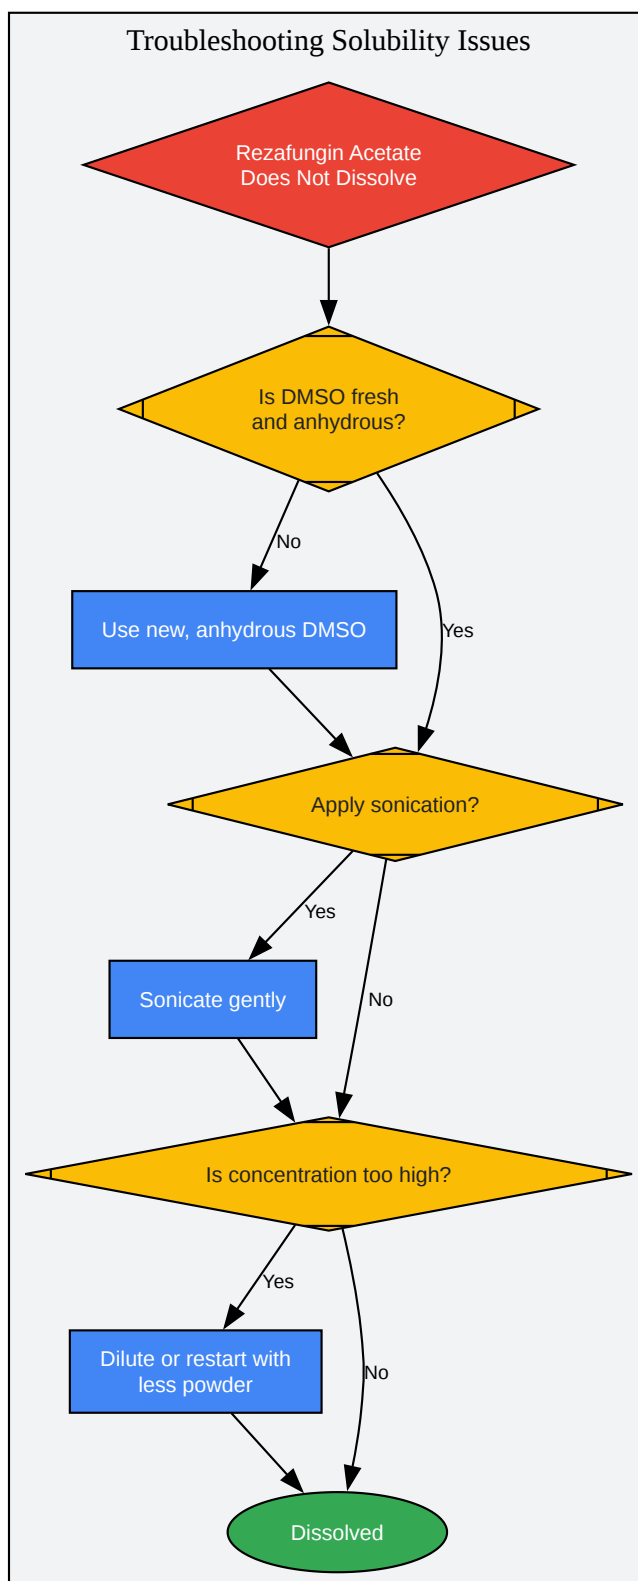 Troubleshooting Solubility Issues
Rezafungin Acetate
Does Not Dissolve
Is DMSO fresh
and anhydrous?
No
Use new, anhydrous DMSO
Yes
Apply sonication?
Yes
Sonicate gently
No
Is concentration too high?
Yes
Dilute or restart with
less powder
No
Dissolved